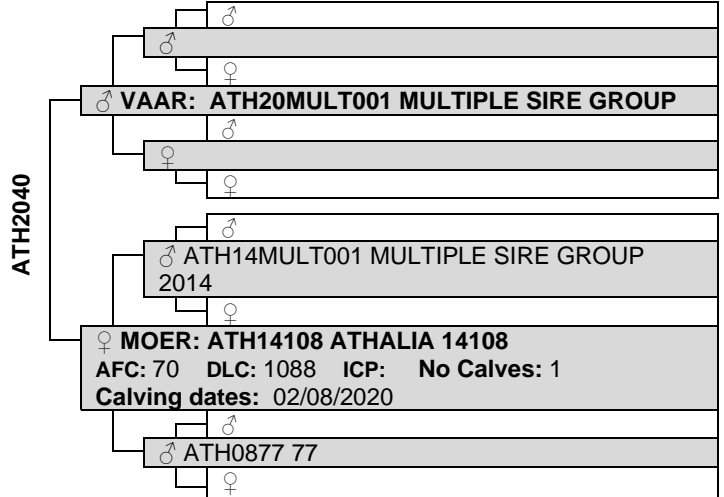 ♂
♂
♀
♂ VAAR: ATH20MULT001 MULTIPLE SIRE GROUP
♂
♀
♀
ATH2040
♂
♂ ATH14MULT001 MULTIPLE SIRE GROUP
2014
♀
♀ MOER: ATH14108 ATHALIA 14108
AFC: 70 DLC: 1088 ICP: No Calves: 1
Calving dates: 02/08/2020
♂
♂ ATH0877 77
♀